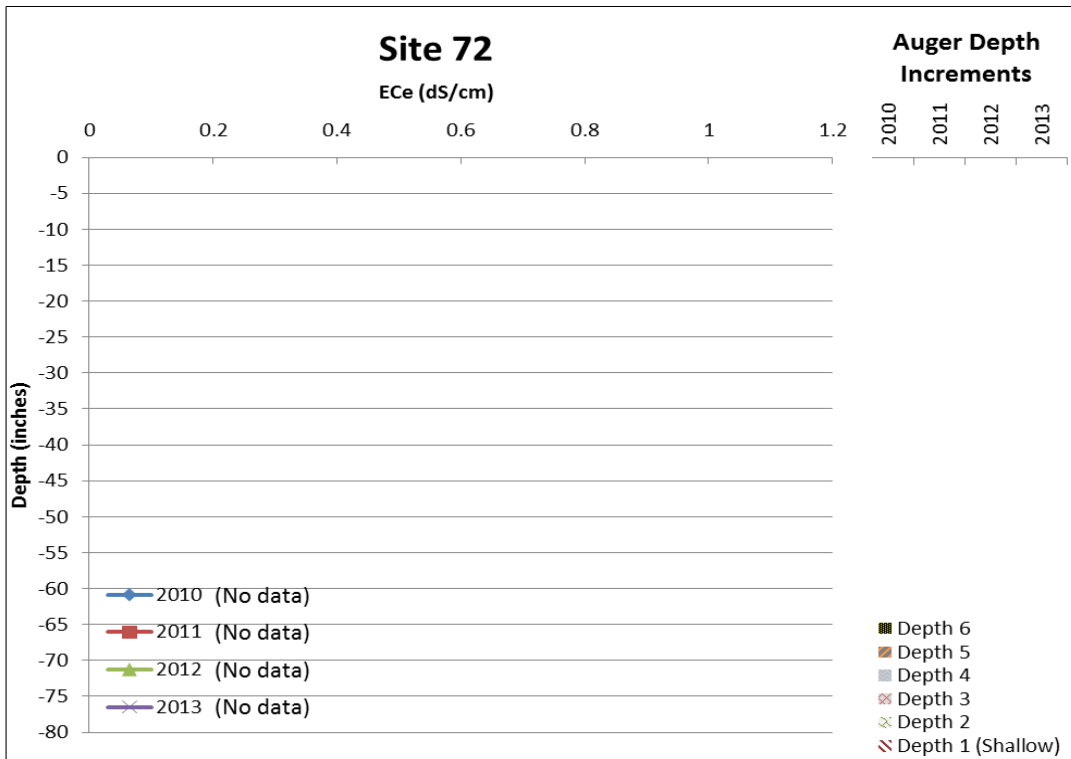 Site 72
ECe (dS/cm)
0 0.2 0.4 0.6 0.8 1 1.2
0
-5
-10
-15
-20
-25
-30
-35
-40
-45
-50
-55
-60
-65
-70
-75
-80
Depth (inches)
2010 (No data)
2011 (No data)
2012 (No data)
2013 (No data)
Auger Depth
Increments
2010 2011 2012 2013
Depth 6
Depth 5
Depth 4
Depth 3
Depth 2
Depth 1 (Shallow)